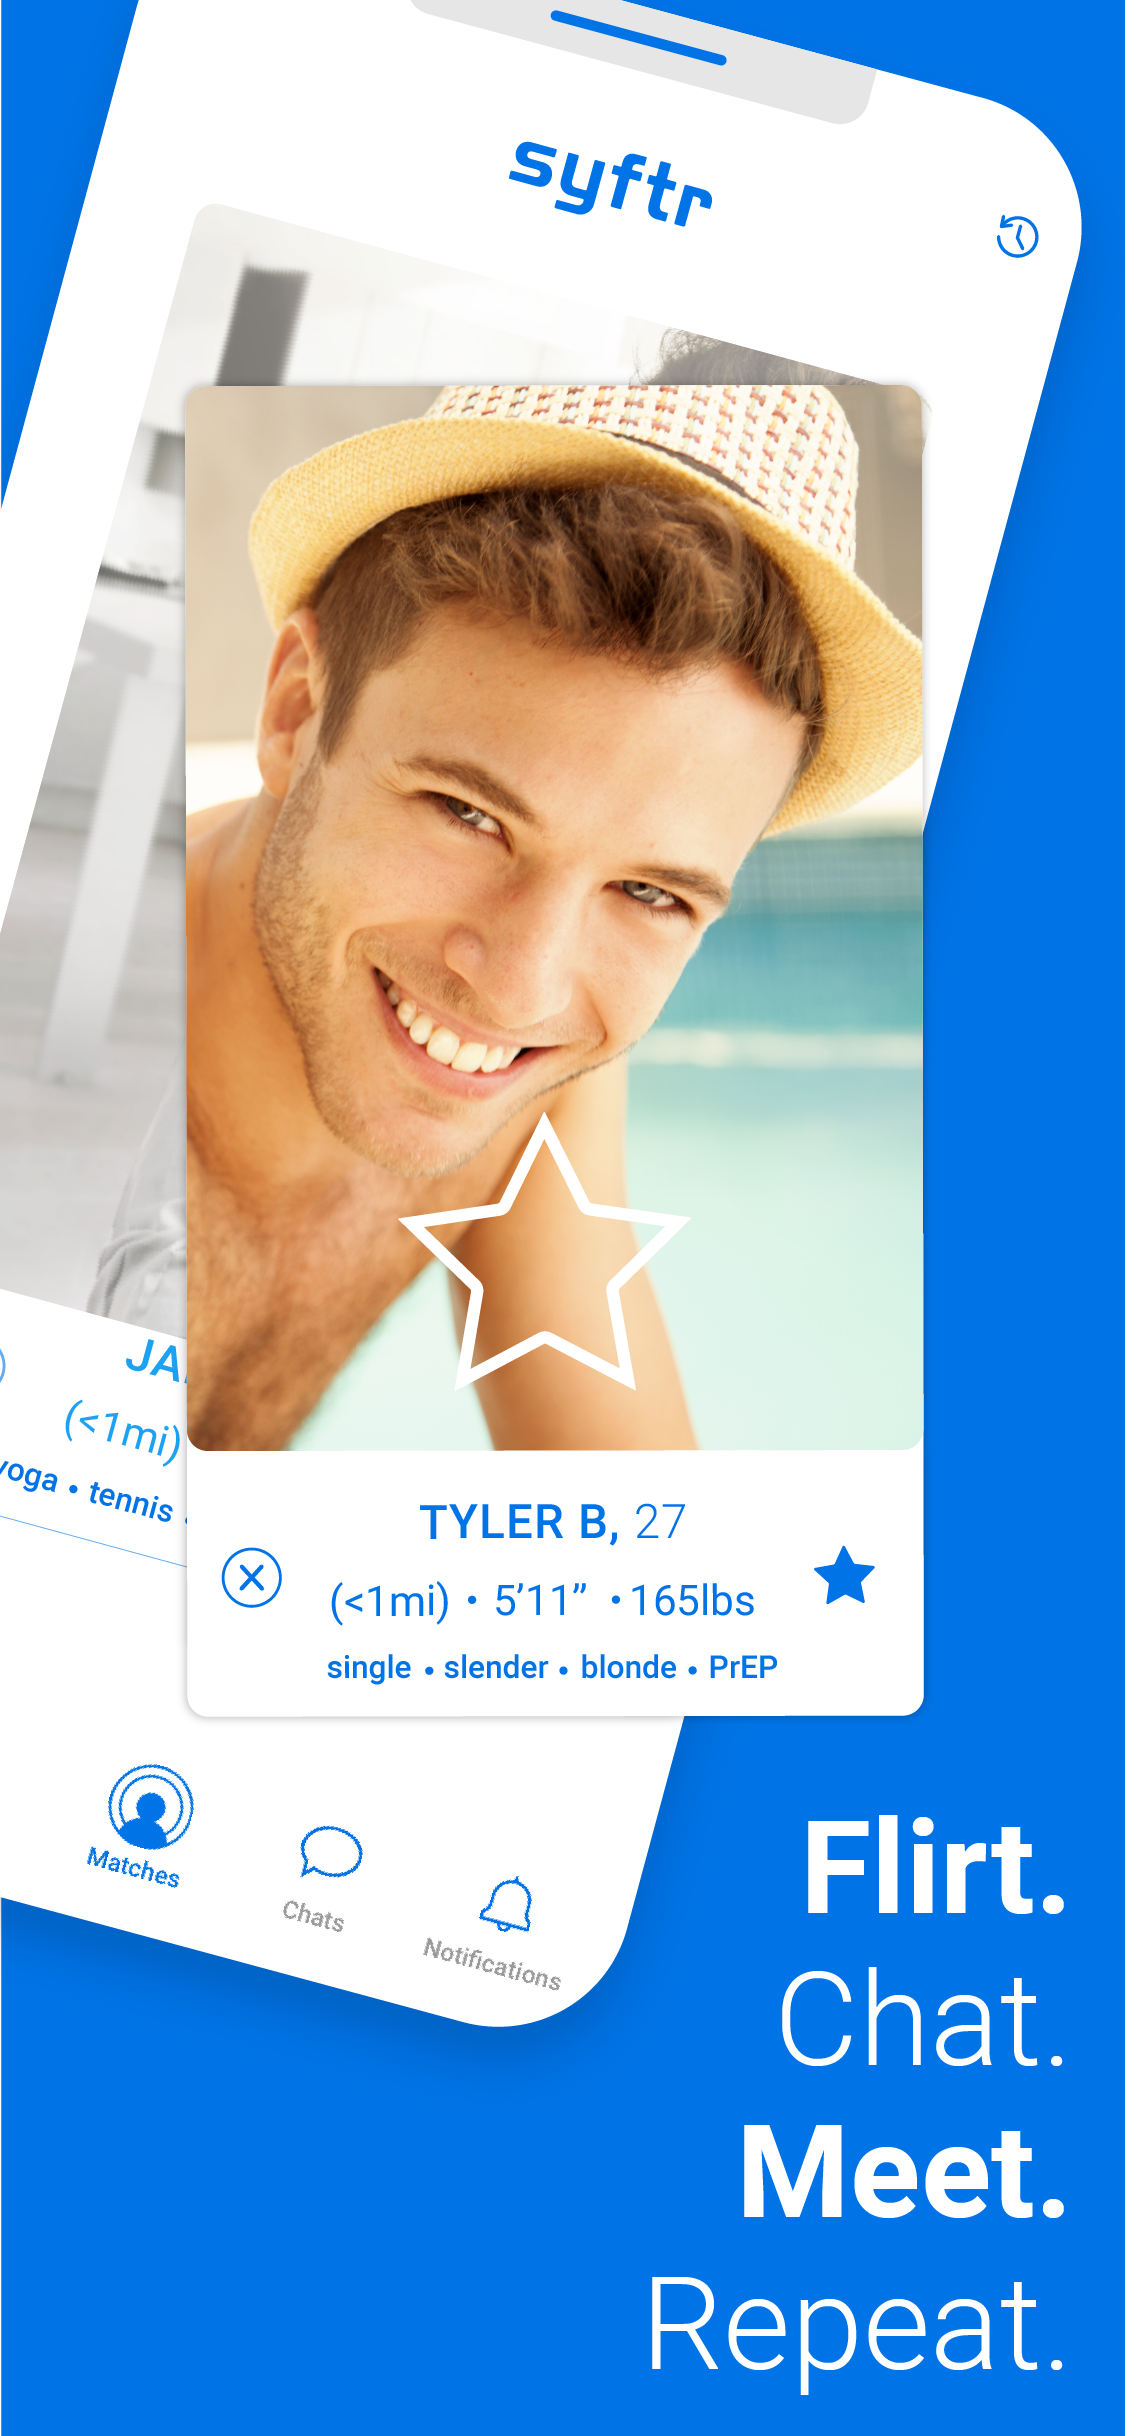 syftr
JA
(<1mi)
yoga • tennis •
TYLER B, 27
(<1mi) • 5’11” • 165lbs
single • slender • blonde • PrEP
Matches
Chats
Notifications
Flirt.
Chat.
Meet.
Repeat.